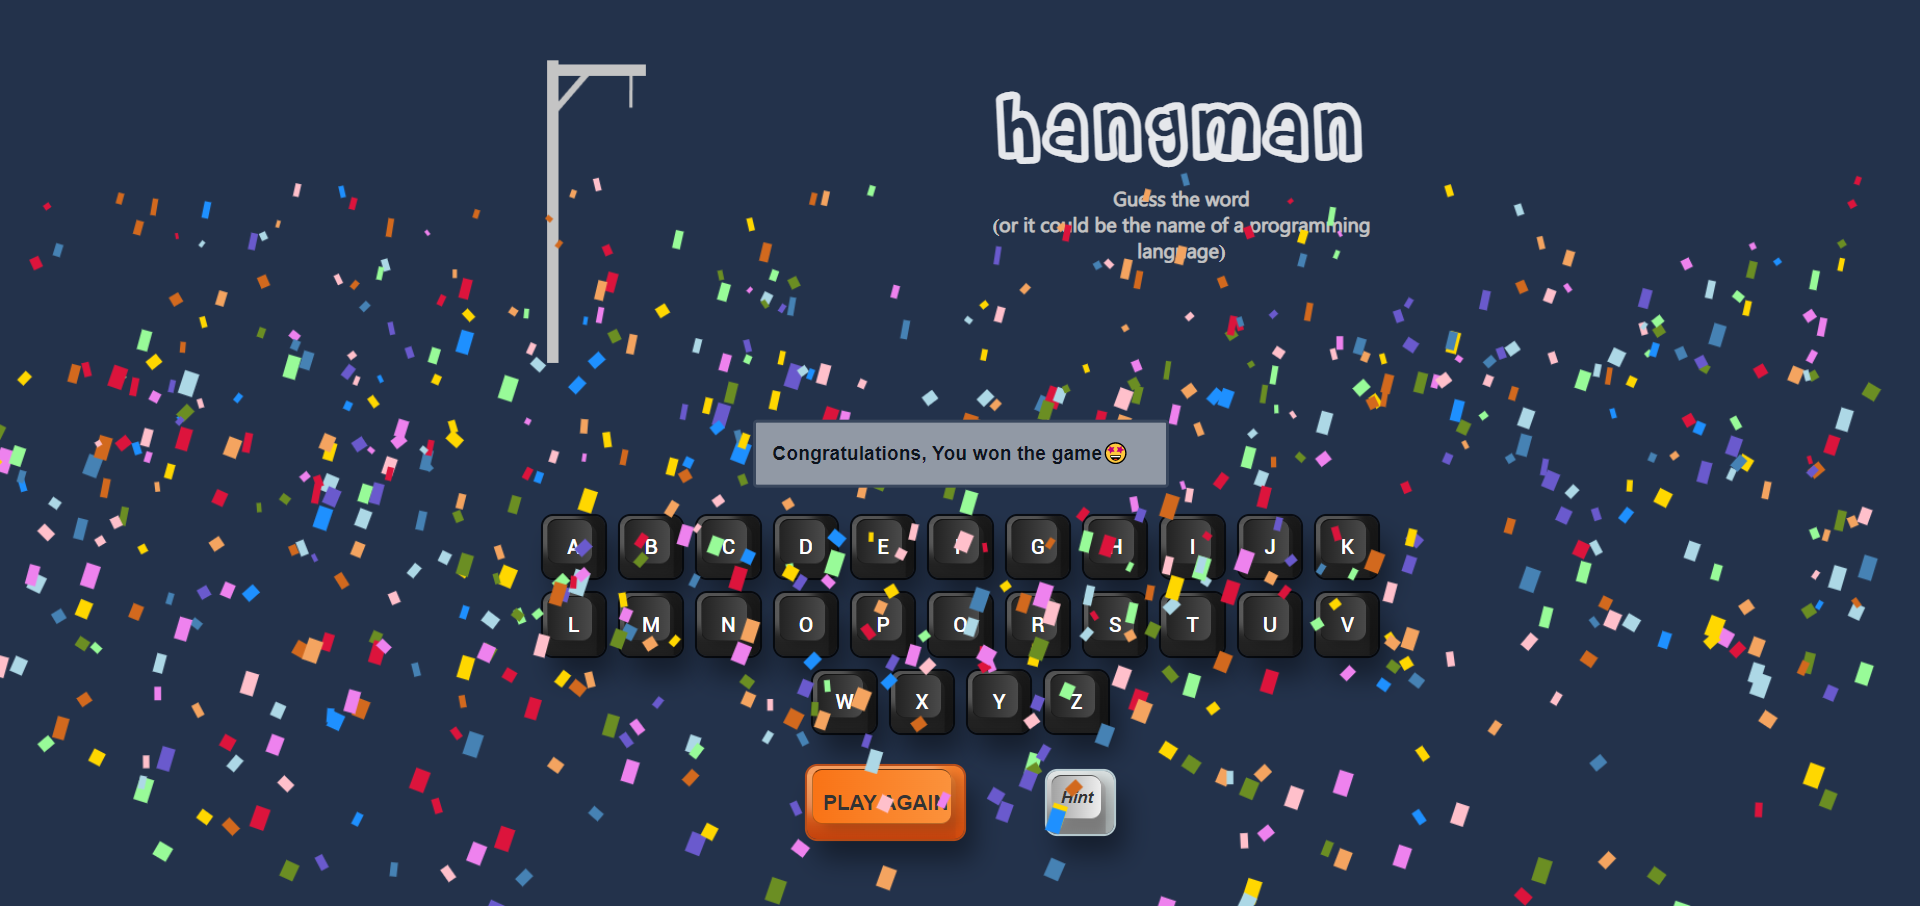 hangman
Guess the word
(or it could be the name of a programming
language)
Congratulations, You won the game🤩
A B C D E F G H I J K
L M N O P Q R S T U V
W X Y Z
PLAY AGAIN
Hint